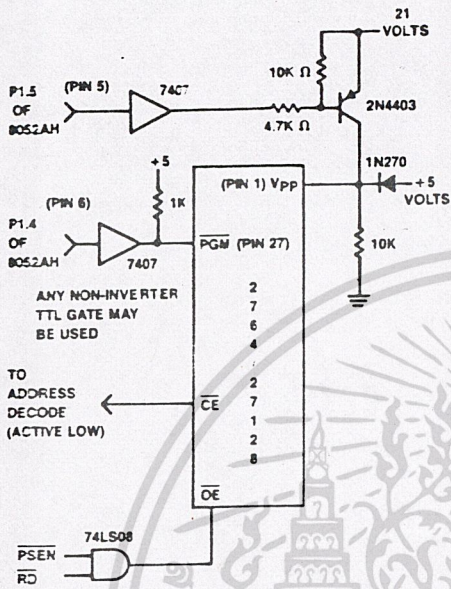 21
VOLTS
10K Ω
P1.5
OF
8052AH
(PIN 5)
7407
2N4403
4.7K Ω
1N270
+5
VOLTS
+5
1K
(PIN 1) VPP
P1.4
OF
8052AH
(PIN 6)
7407
PGM (PIN 27)
10K
ANY NON-INVERTER
TTL GATE MAY
BE USED
2
7
6
4
2
7
1
2
8
TO
ADDRESS
DECODE
(ACTIVE LOW)
CE
OE
74LS08
PSEN
RD